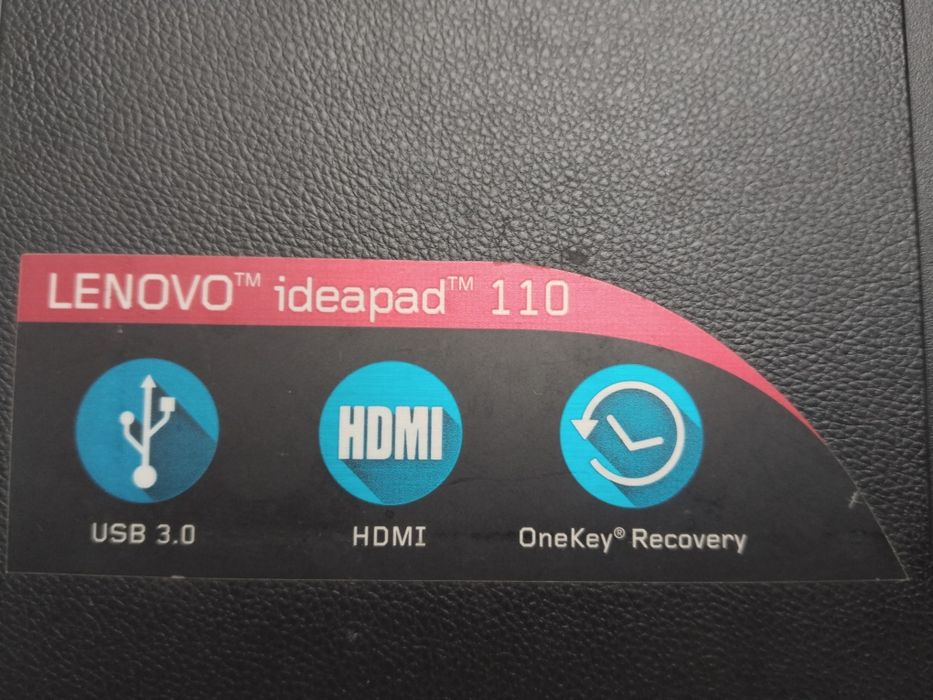 LENOVO™ ideapad™ 110
HDMI
USB 3.0
HDMI
OneKey® Recovery